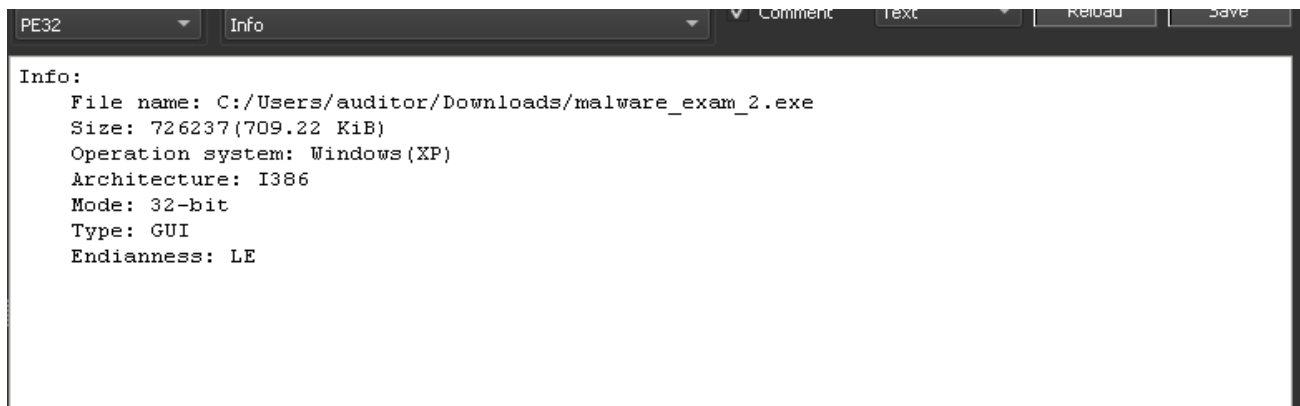 PE32 Info Comment Text Reload Save
Info:
File name: C:/Users/auditor/Downloads/malware_exam_2.exe
Size: 726237(709.22 KiB)
Operation system: Windows(XP)
Architecture: I386
Mode: 32-bit
Type: GUI
Endianness: LE